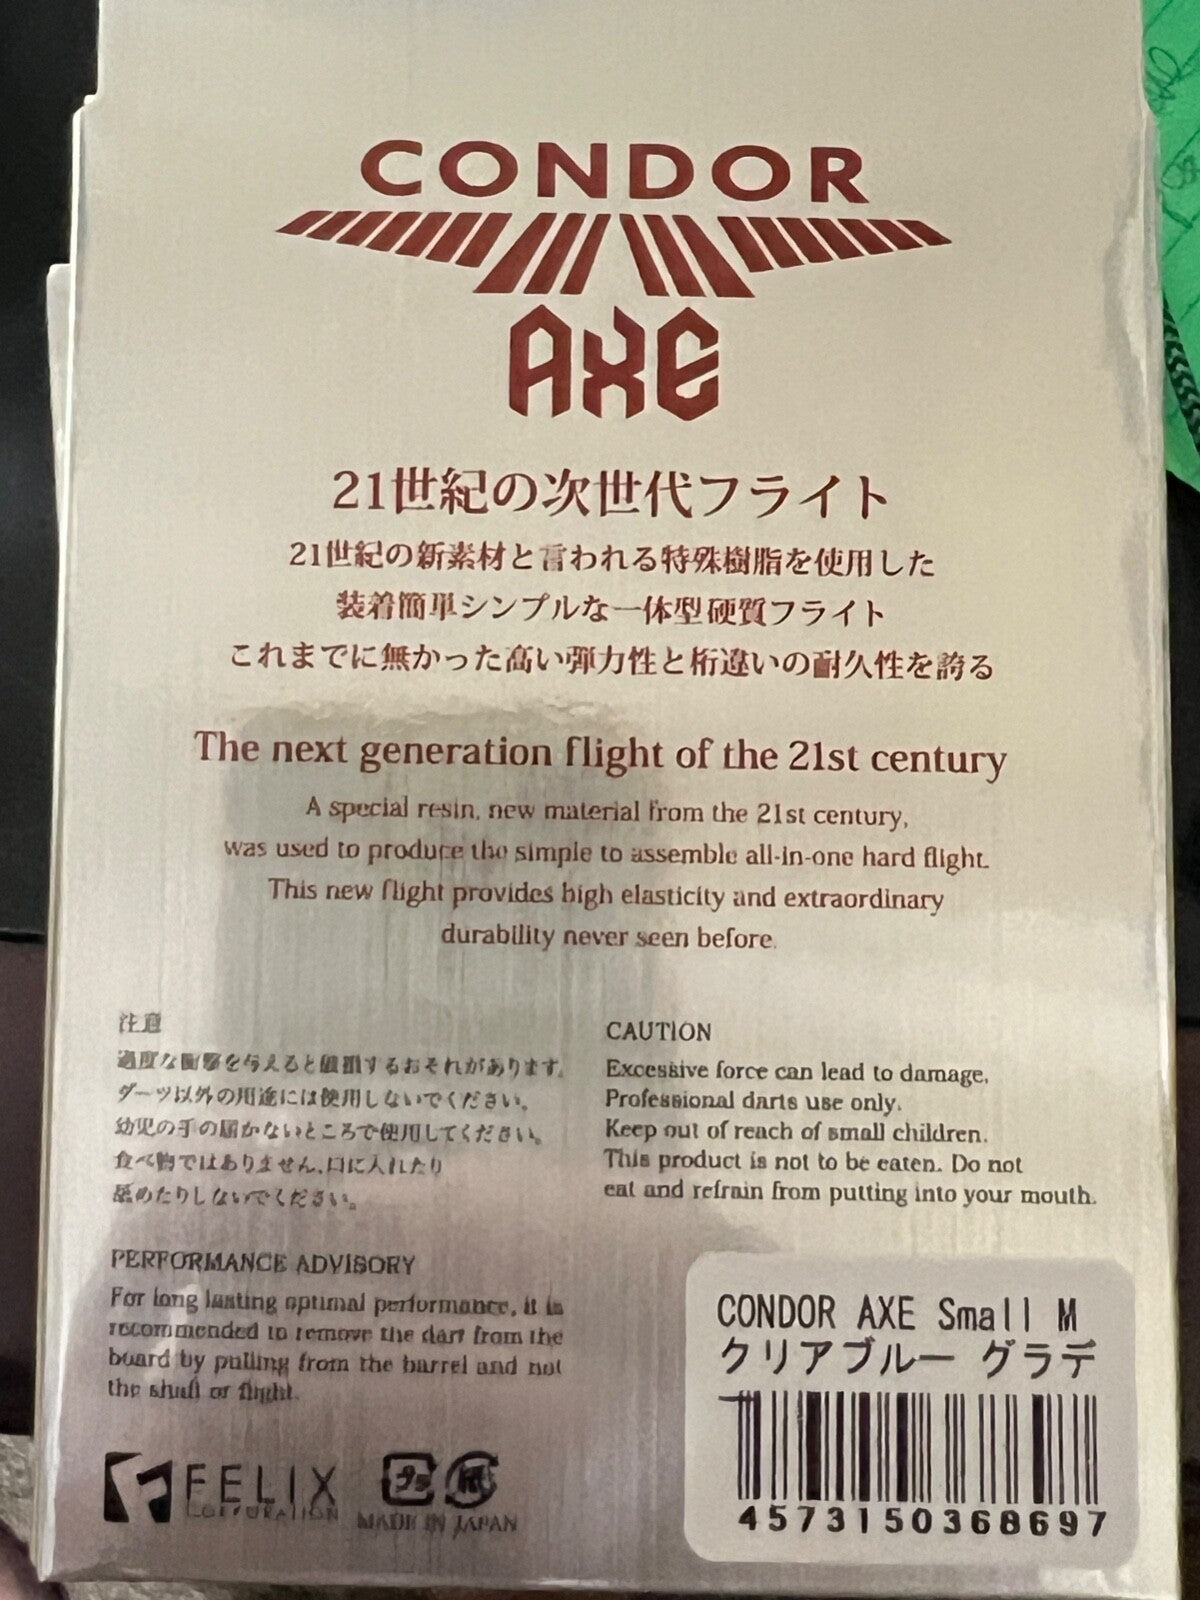 CONDOR
AXE
21世紀の次世代フライト
21世紀の新素材と言われる特殊樹脂を使用した
装着簡単シンプルな一体型硬質フライト
これまでに無かった高い弾力性と桁違いの耐久性を誇る
The next generation flight of the 21st century
A special resin, new material from the 21st century,
was used to produce the simple to assemble all-in-one hard flight.
This new flight provides high elasticity and extraordinary
durability never seen before.
注意
過度な衝撃を与えると破損するおそれがあります。
ダーツ以外の用途には使用しないでください。
幼児の手の届かないところで使用してください。
食べ物ではありません、口に入れたり
舐めたりしないでください。
CAUTION
Excessive force can lead to damage.
Professional darts use only.
Keep out of reach of small children.
This product is not to be eaten. Do not
eat and refrain from putting into your mouth.
PERFORMANCE ADVISORY
For long lasting optimal performance, it is
recommended to remove the dart from the
board by pulling from the barrel and not
the shaft or flight.
FELIX
CORPORATION
プラ 紙
MADE IN JAPAN
CONDOR AXE Small M
クリアブルー グラデ
4573150368697